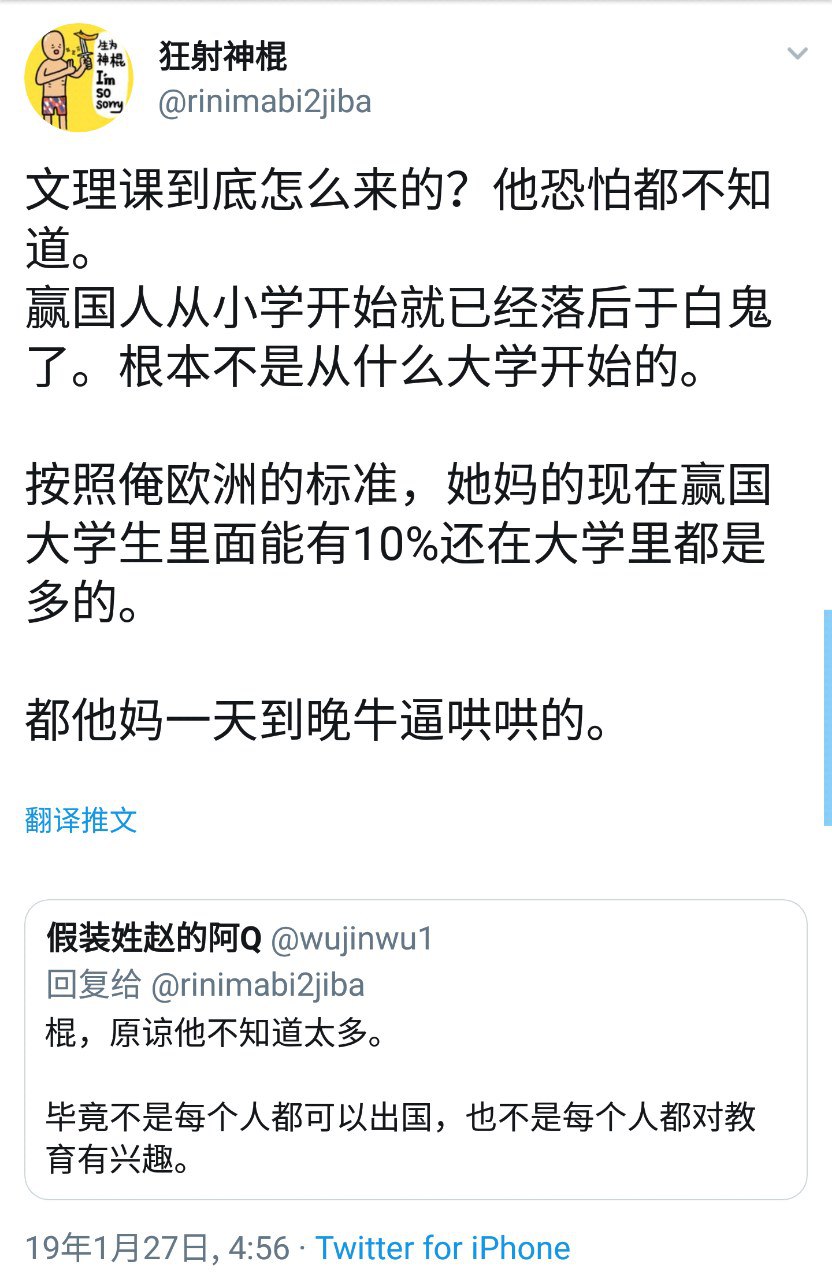 生为
神棍
I'm
so
sorry
狂射神棍
@rinimabi2jiba
文理课到底怎么来的？他恐怕都不知
道。
赢国人从小学开始就已经落后于白鬼
了。根本不是从什么大学开始的。
按照俺欧洲的标准，她妈的现在赢国
大学生里面能有10%还在大学里都是
多的。
都他妈一天到晚牛逼哄哄的。
翻译推文
假装姓赵的阿Q @wujinwu1
回复给 @rinimabi2jiba
棍，原谅他不知道太多。
毕竟不是每个人都可以出国，也不是每个人都对教
育有兴趣。
19年1月27日, 4:56 · Twitter for iPhone